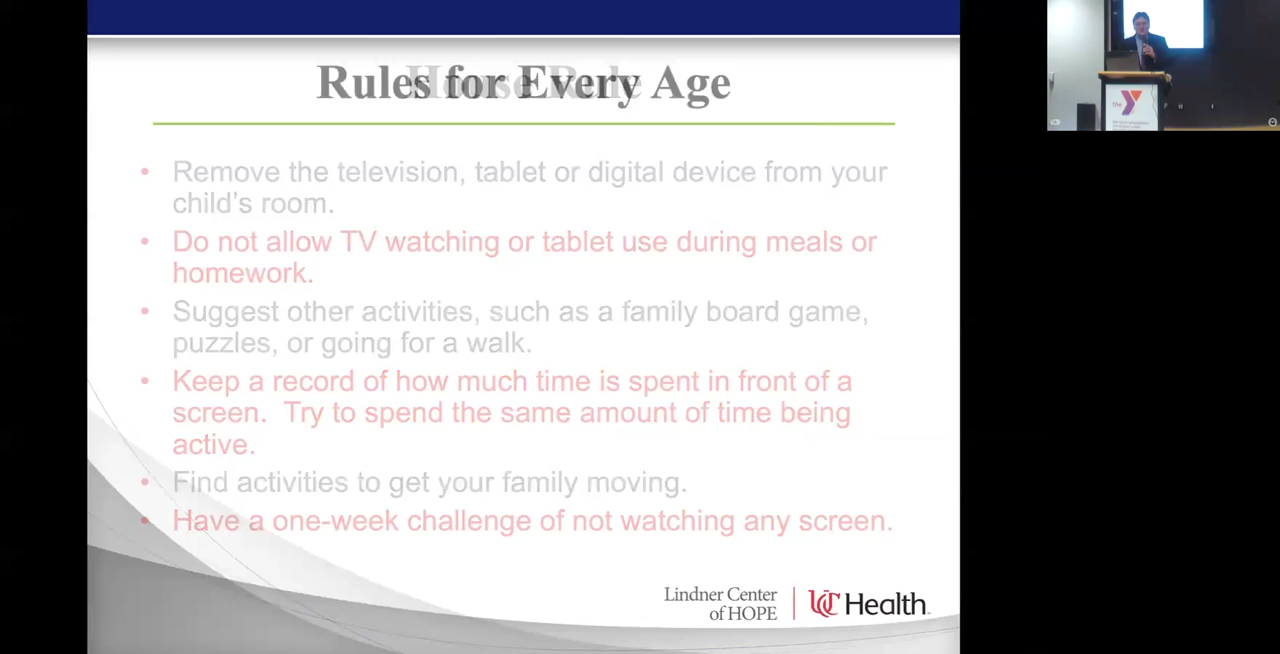 Rules for Every Age
House Rule
• Remove the television, tablet or digital device from your
child's room.
• Do not allow TV watching or tablet use during meals or
homework.
• Suggest other activities, such as a family board game,
puzzles, or going for a walk.
• Keep a record of how much time is spent in front of a
screen.  Try to spend the same amount of time being
active.
• Find activities to get your family moving.
• Have a one-week challenge of not watching any screen.
Lindner Center
of HOPE
UC Health
the Y